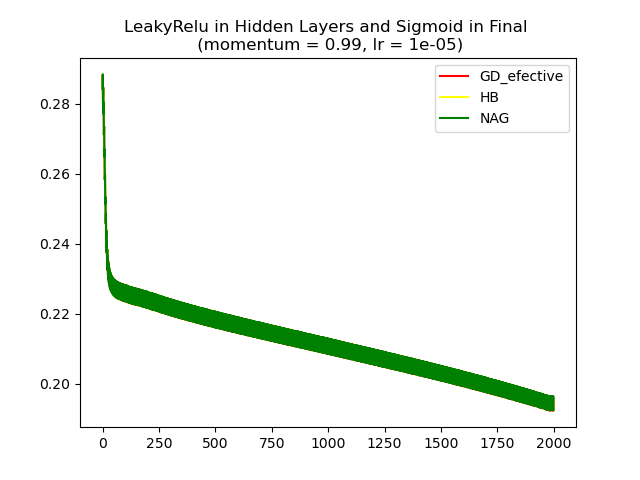 LeakyRelu in Hidden Layers and Sigmoid in Final
(momentum = 0.99, lr = 1e-05)
GD_efective
HB
NAG
0.28
0.26
0.24
0.22
0.20
0 250 500 750 1000 1250 1500 1750 2000